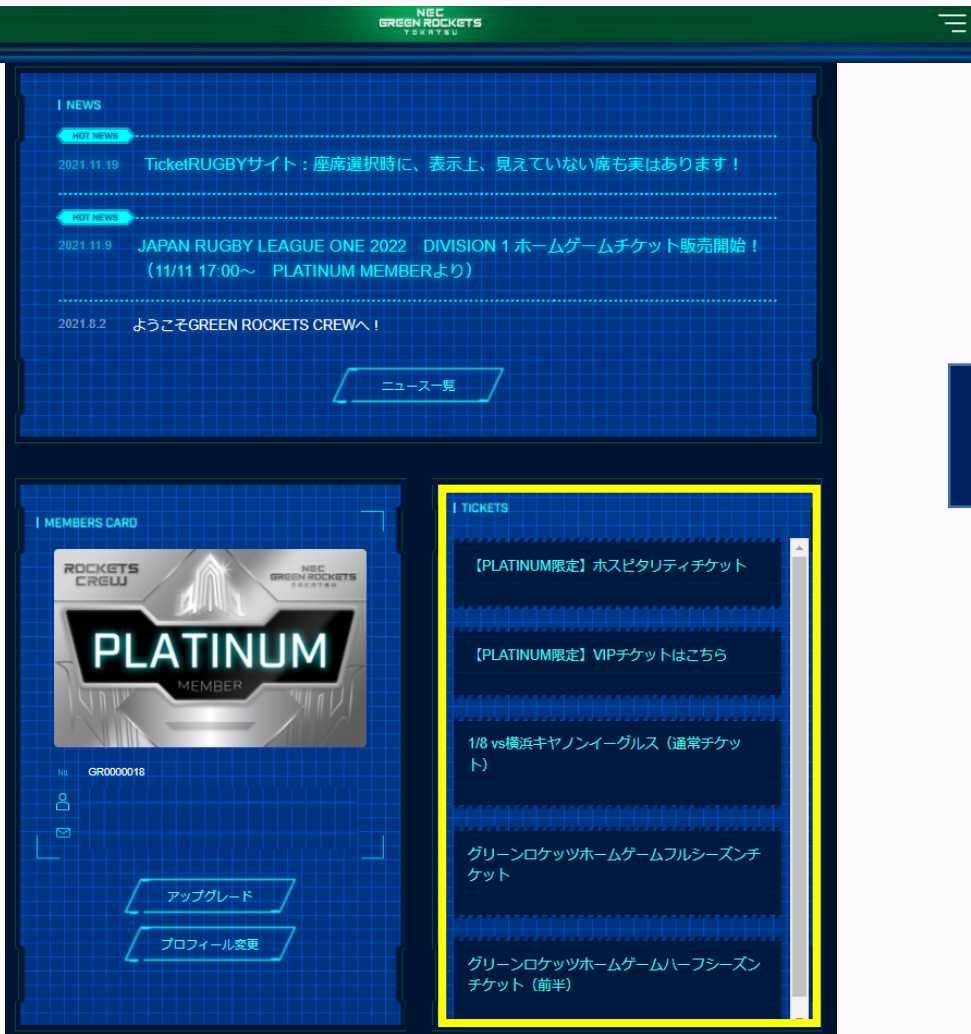 NEC
GREEN ROCKETS
TOKATSU
NEWS
HOT NEWS
2021.11.19 TicketRUGBYサイト：座席選択時に、表示上、見えていない席も実はあります！
HOT NEWS
2021.11.9 JAPAN RUGBY LEAGUE ONE 2022　DIVISION 1 ホームゲームチケット販売開始！
（11/11 17:00～　PLATINUM MEMBERより）
2021.8.2 ようこそGREEN ROCKETS CREWへ！
ニュース一覧
MEMBERS CARD
ROCKETS
CREW
NEC
GREEN ROCKETS
TOKATSU
PLATINUM
MEMBER
No. GR0000018
アップグレード
プロフィール変更
TICKETS
【PLATINUM限定】ホスピタリティチケット
【PLATINUM限定】VIPチケットはこちら
1/8 vs横浜キヤノンイーグルス（通常チケッ
ト）
グリーンロケッツホームゲームフルシーズンチ
ケット
グリーンロケッツホームゲームハーフシーズン
チケット（前半）